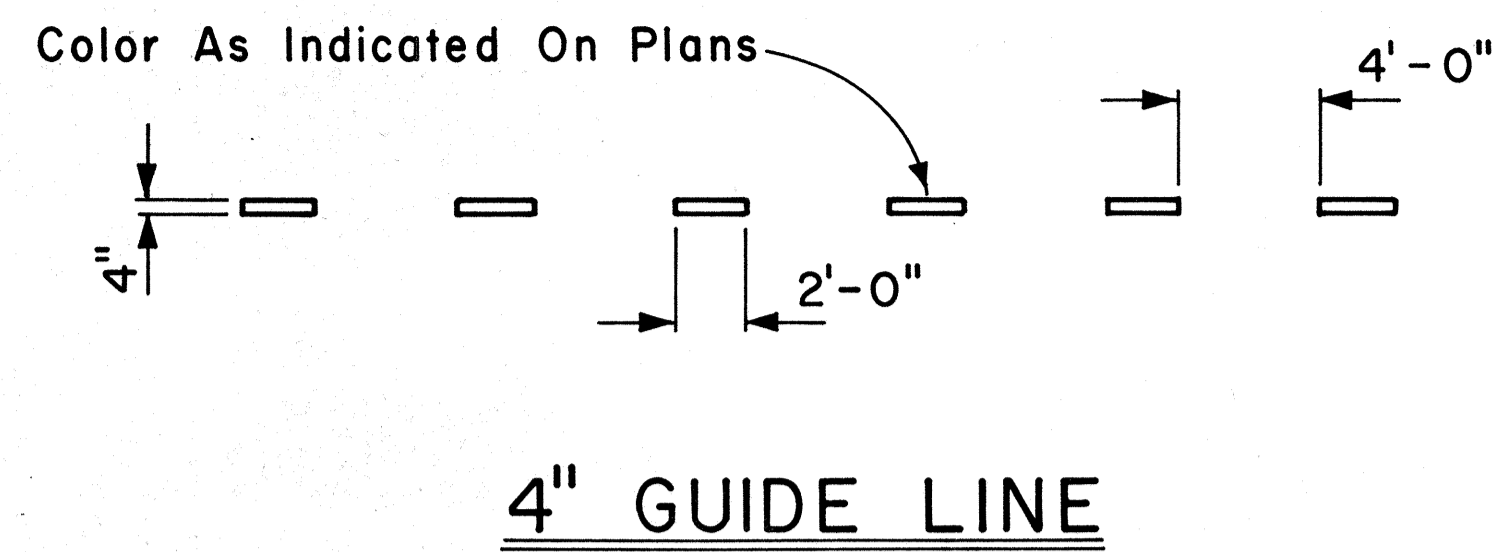 Color As Indicated On Plans
4'-0"
4"
2'-0"
4" GUIDE LINE